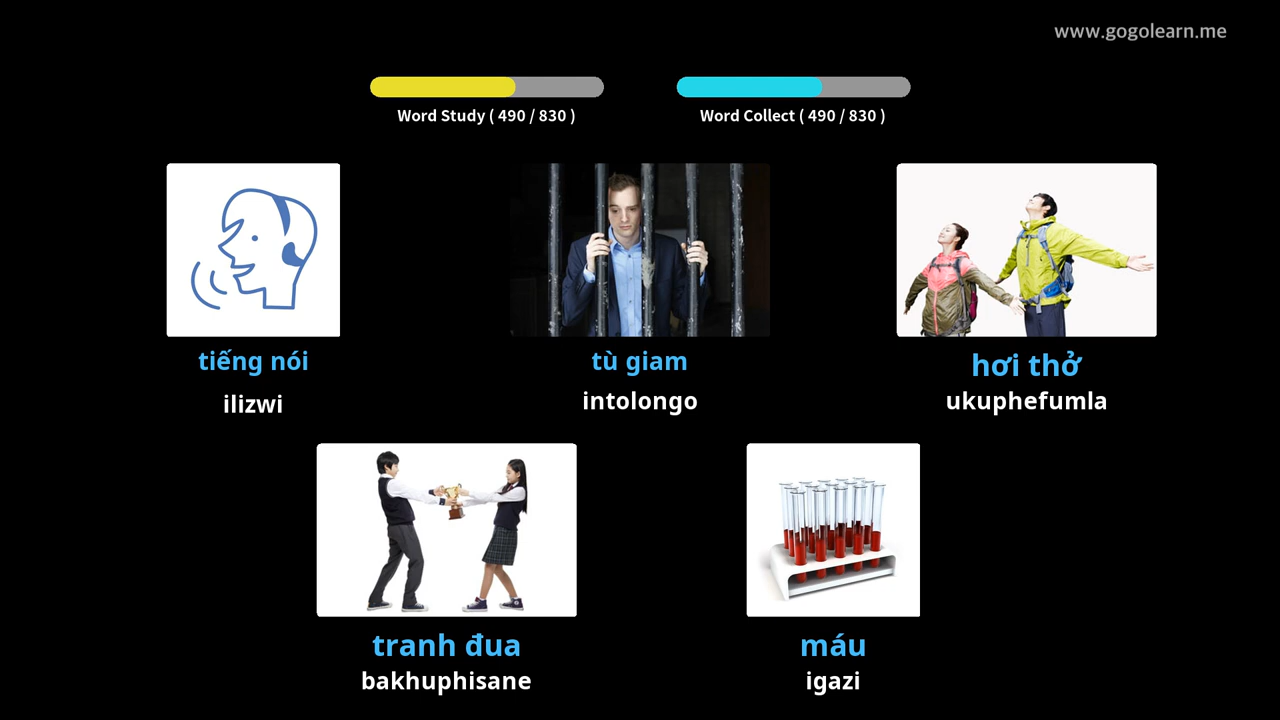 www.gogolearn.me
Word Study ( 490 / 830 )
Word Collect ( 490 / 830 )
tiếng nói
ilizwi
tù giam
intolongo
hơi thở
ukuphefumla
tranh đua
bakhuphisane
máu
igazi